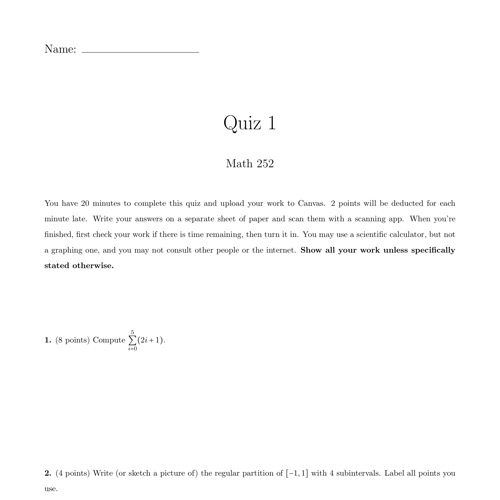 Name:
Quiz 1
Math 252
You have 20 minutes to complete this quiz and upload your work to Canvas. 2 points will be deducted for each
minute late. Write your answers on a separate sheet of paper and scan them with a scanning app. When you're
finished, first check your work if there is time remaining, then turn it in. You may use a scientific calculator, but not
a graphing one, and you may not consult other people or the internet. Show all your work unless specifically
stated otherwise.
1. (8 points) Compute ∑_{i=0}^{5}(2i + 1).
2. (4 points) Write (or sketch a picture of) the regular partition of [−1, 1] with 4 subintervals. Label all points you
use.